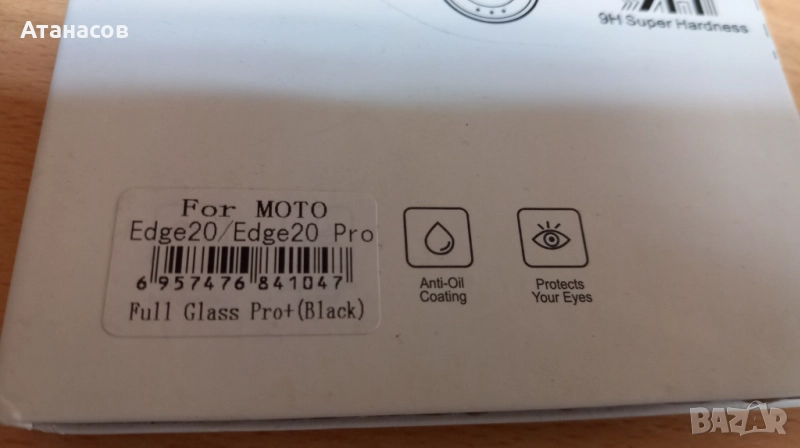 Атанасов
9H Super Hardness
For MOTO
Edge20/Edge20 Pro
6 957476 841047
Full Glass Pro+(Black)
Anti-Oil
Coating
Protects
Your Eyes
BAZAR